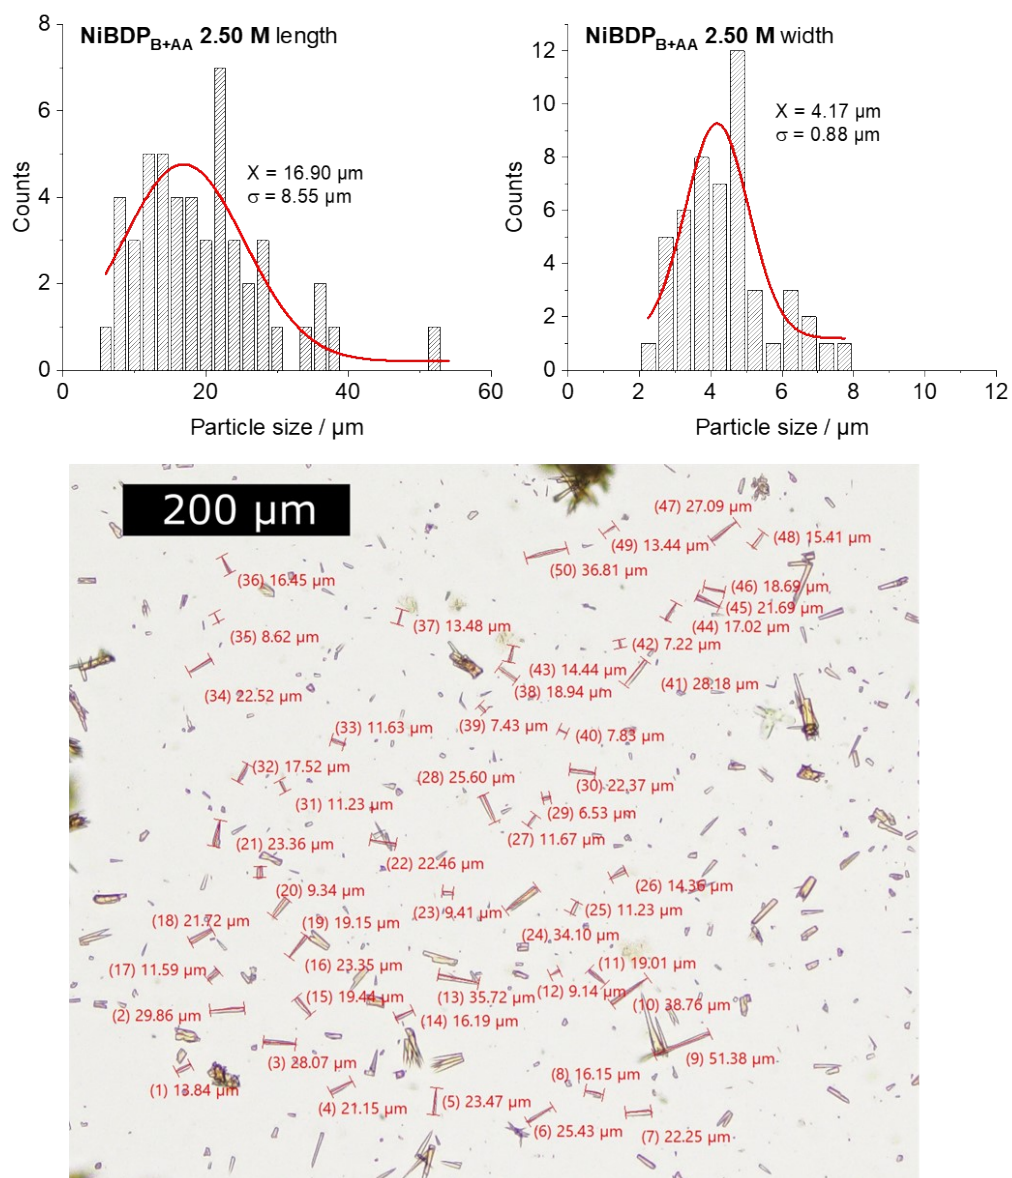 NiBDP_B+AA 2.50 M length
X = 16.90 µm
σ = 8.55 µm
8
6
4
2
0
Counts
0 20 40 60
Particle size / µm
NiBDP_B+AA 2.50 M width
X = 4.17 µm
σ = 0.88 µm
12
10
8
6
4
2
0
Counts
0 2 4 6 8 10 12
Particle size / µm
200 µm
(47) 27.09 µm
(48) 15.41 µm
(49) 13.44 µm
(50) 36.81 µm
(36) 16.45 µm
(46) 18.69 µm
(45) 21.69 µm
(37) 13.48 µm
(44) 17.02 µm
(35) 8.62 µm
(42) 7.22 µm
(43) 14.44 µm
(41) 28.18 µm
(34) 22.52 µm
(38) 18.94 µm
(33) 11.63 µm
(39) 7.43 µm
(40) 7.83 µm
(32) 17.52 µm
(28) 25.60 µm
(30) 22.37 µm
(31) 11.23 µm
(29) 6.53 µm
(27) 11.67 µm
(21) 23.36 µm
(22) 22.46 µm
(26) 14.36 µm
(20) 9.34 µm
(23) 9.41 µm
(25) 11.23 µm
(18) 21.72 µm
(19) 19.15 µm
(24) 34.10 µm
(16) 23.35 µm
(11) 19.01 µm
(17) 11.59 µm
(12) 9.14 µm
(15) 19.44 µm
(13) 35.72 µm
(10) 38.76 µm
(2) 29.86 µm
(14) 16.19 µm
(3) 28.07 µm
(9) 51.38 µm
(8) 16.15 µm
(1) 13.84 µm
(4) 21.15 µm
(5) 23.47 µm
(6) 25.43 µm
(7) 22.25 µm